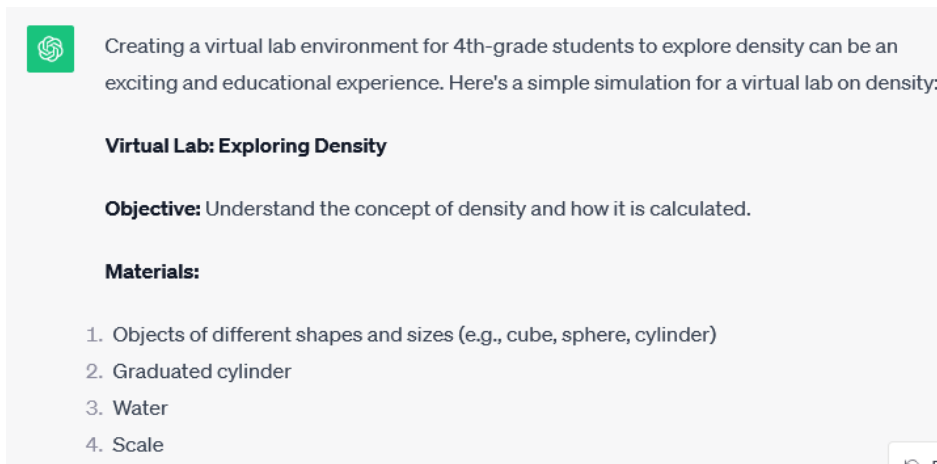 Creating a virtual lab environment for 4th-grade students to explore density can be an
exciting and educational experience. Here's a simple simulation for a virtual lab on density:
Virtual Lab: Exploring Density
Objective: Understand the concept of density and how it is calculated.
Materials:
1. Objects of different shapes and sizes (e.g., cube, sphere, cylinder)
2. Graduated cylinder
3. Water
4. Scale